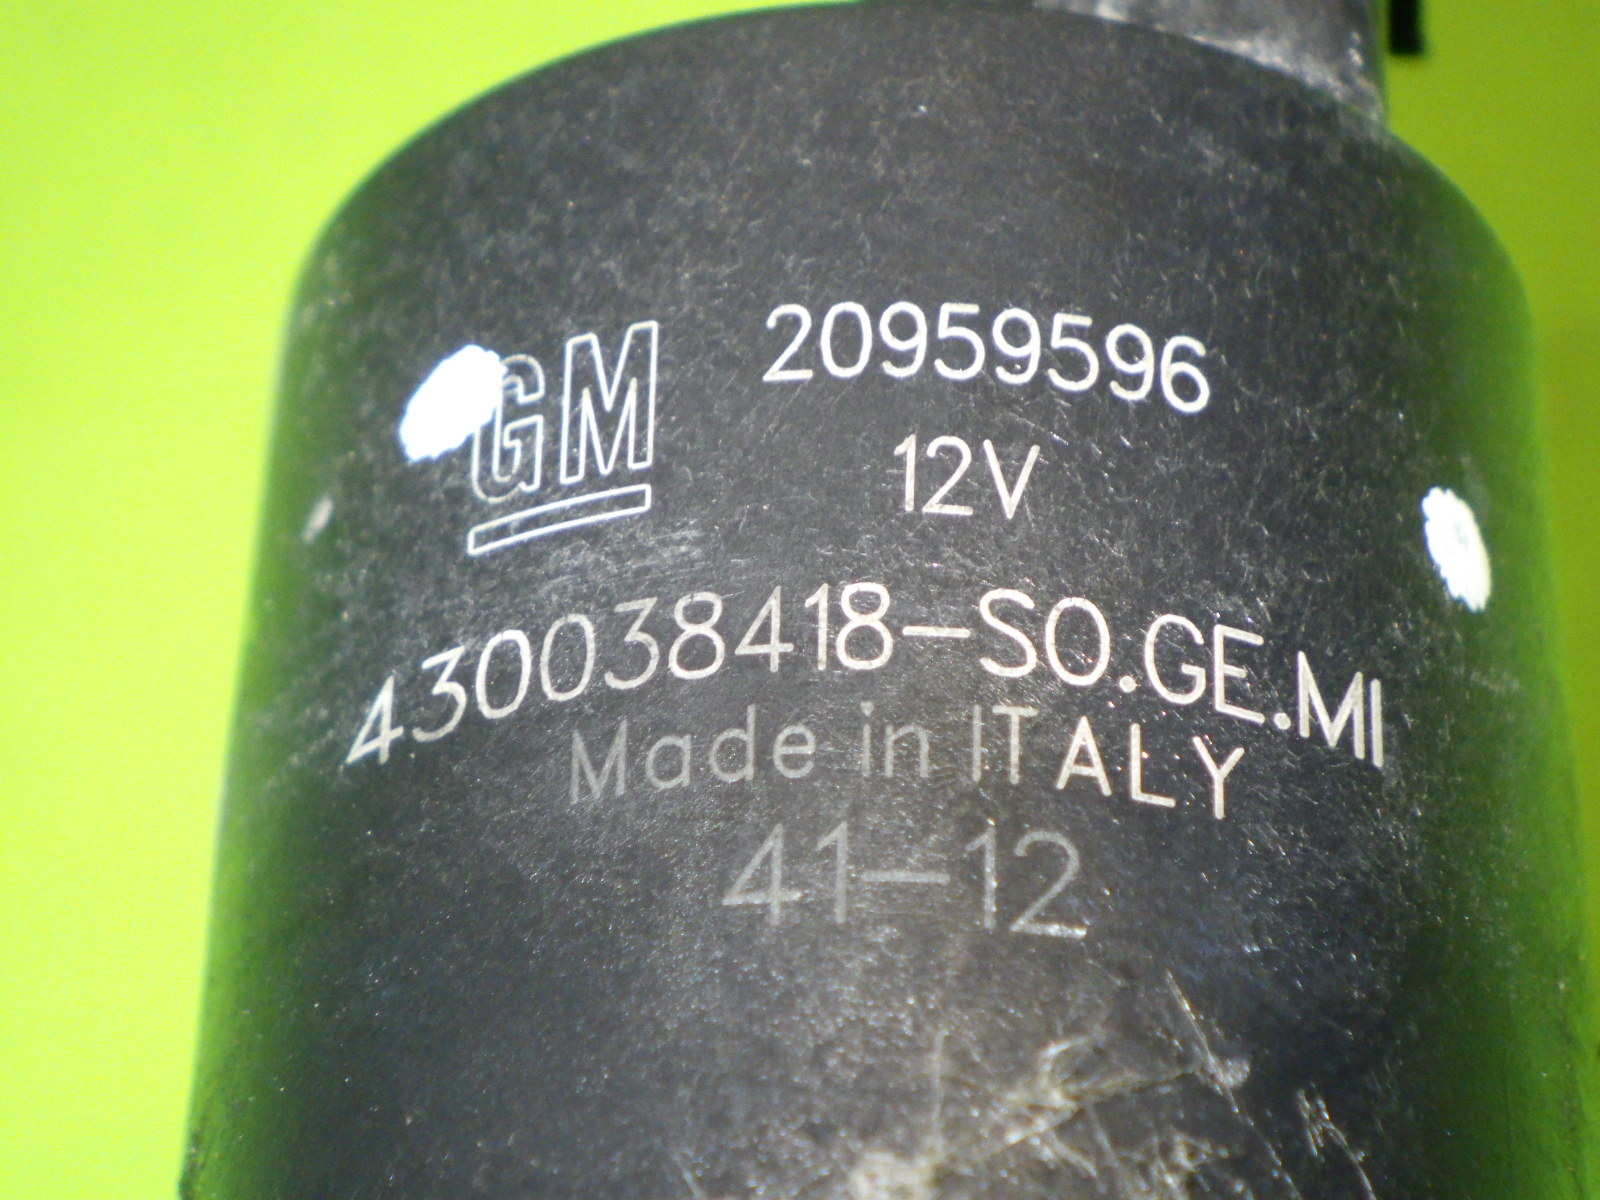 GM 20959596
12V
430038418-SO.GE.MI
Made in ITALY
41-12